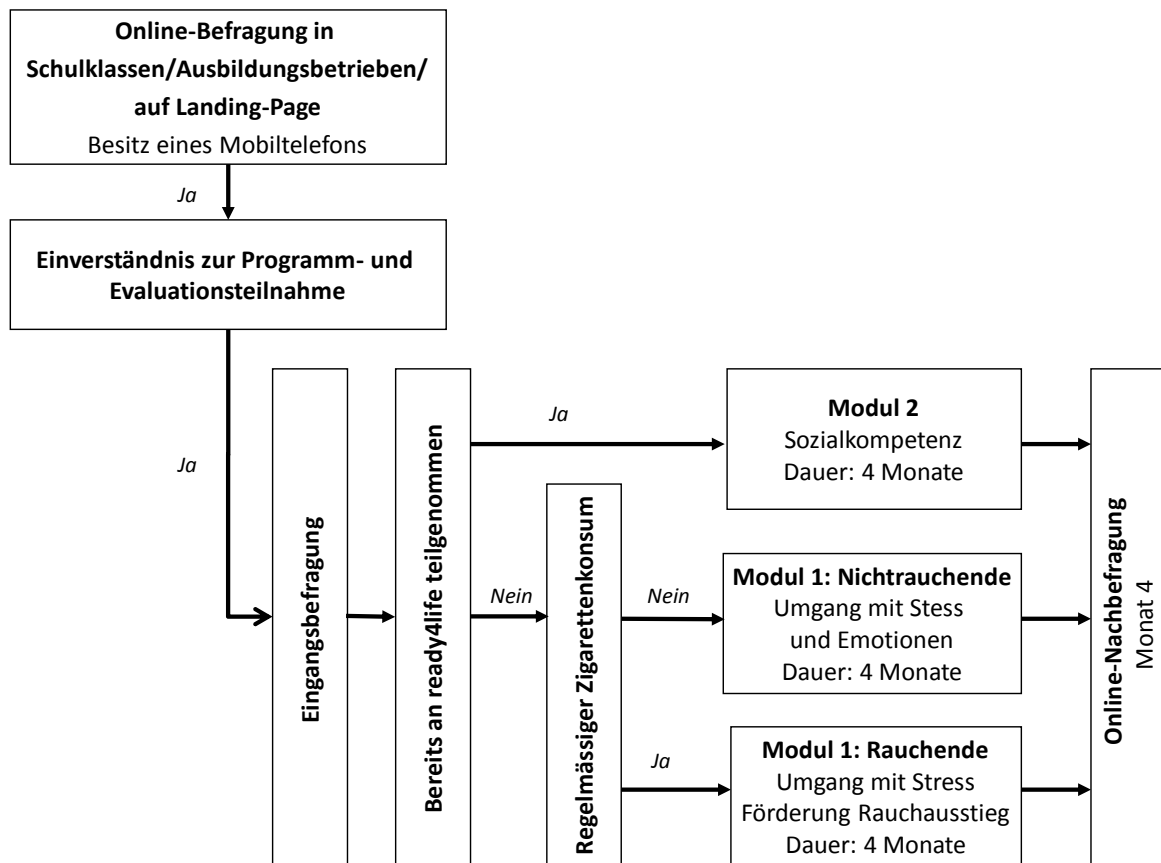 Online-Befragung in
Schulklassen/Ausbildungsbetrieben/
auf Landing-Page
Besitz eines Mobiltelefons
Ja
Einverständnis zur Programm- und
Evaluationsteilnahme
Ja
Eingangsbefragung
Bereits an ready4life teilgenommen
Ja
Modul 2
Sozialkompetenz
Dauer: 4 Monate
Nein
Regelmässiger Zigarettenkonsum
Nein
Modul 1: Nichtrauchende
Umgang mit Stess
und Emotionen
Dauer: 4 Monate
Ja
Modul 1: Rauchende
Umgang mit Stress
Förderung Rauchausstieg
Dauer: 4 Monate
Online-Nachbefragung
Monat 4